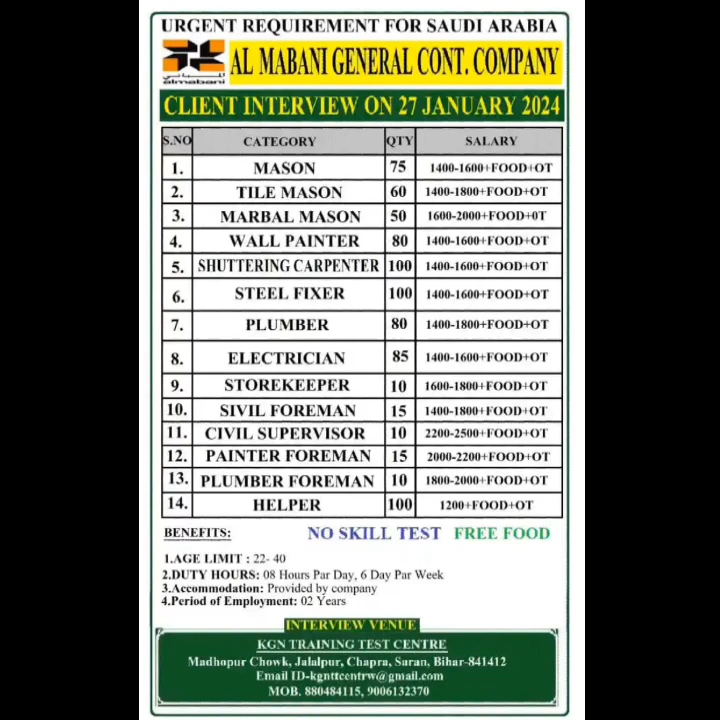 URGENT REQUIREMENT FOR SAUDI ARABIA
almabani
AL MABANI GENERAL CONT. COMPANY
CLIENT INTERVIEW ON 27 JANUARY 2024
S.NO CATEGORY QTY SALARY
1. MASON 75 1400-1600+FOOD+OT
2. TILE MASON 60 1400-1800+FOOD+OT
3. MARBAL MASON 50 1600-2000+FOOD+0T
4. WALL PAINTER 80 1400-1600+FOOD+OT
5. SHUTTERING CARPENTER 100 1400-1600+FOOD+OT
6. STEEL FIXER 100 1400-1600+FOOD+OT
7. PLUMBER 80 1400-1800+FOOD+OT
8. ELECTRICIAN 85 1400-1600+FOOD+OT
9. STOREKEEPER 10 1600-1800+FOOD+OT
10. SIVIL FOREMAN 15 1400-1800+FOOD+OT
11. CIVIL SUPERVISOR 10 2200-2500+FOOD+OT
12. PAINTER FOREMAN 15 2000-2200+FOOD+OT
13. PLUMBER FOREMAN 10 1800-2000+FOOD+OT
14. HELPER 100 1200+FOOD+OT
BENEFITS: NO SKILL TEST FREE FOOD
1.AGE LIMIT : 22- 40
2.DUTY HOURS: 08 Hours Par Day, 6 Day Par Week
3.Accommodation: Provided by company
4.Period of Employment: 02 Years
INTERVIEW VENUE
KGN TRAINING TEST CENTRE
Madhopur Chowk, Jalalpur, Chapra, Saran, Bihar-841412
Email ID-kgnttcentrw@gmail.com
MOB. 880484115, 9006132370